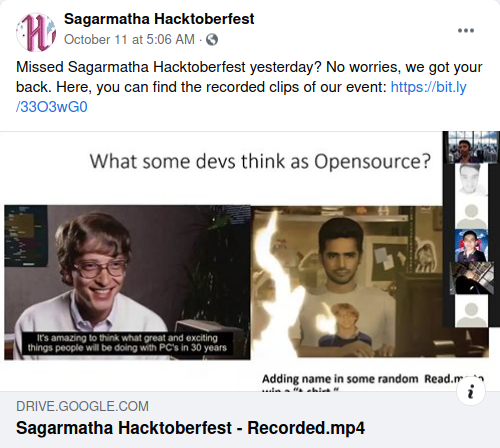 Sagarmatha Hacktoberfest
October 11 at 5:06 AM ·
Missed Sagarmatha Hacktoberfest yesterday? No worries, we got your
back. Here, you can find the recorded clips of our event: https://bit.ly
/33O3wG0
What some devs think as Opensource?
It's amazing to think what great and exciting
things people will be doing with PC's in 30 years
Adding name in some random Read.m
DRIVE.GOOGLE.COM
Sagarmatha Hacktoberfest - Recorded.mp4